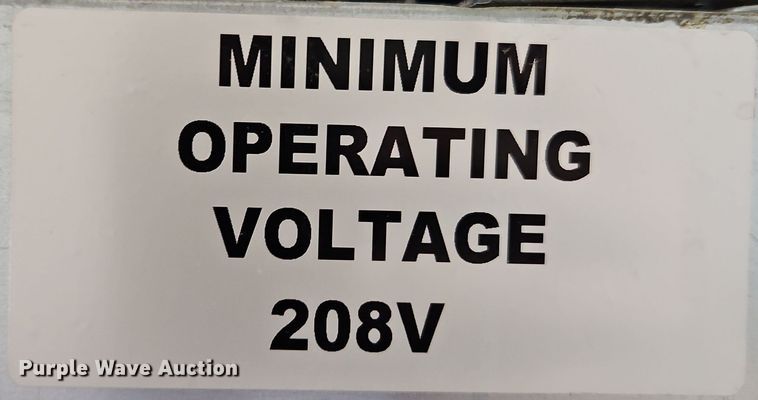 MINIMUM
OPERATING
VOLTAGE
208V
Purple Wave Auction